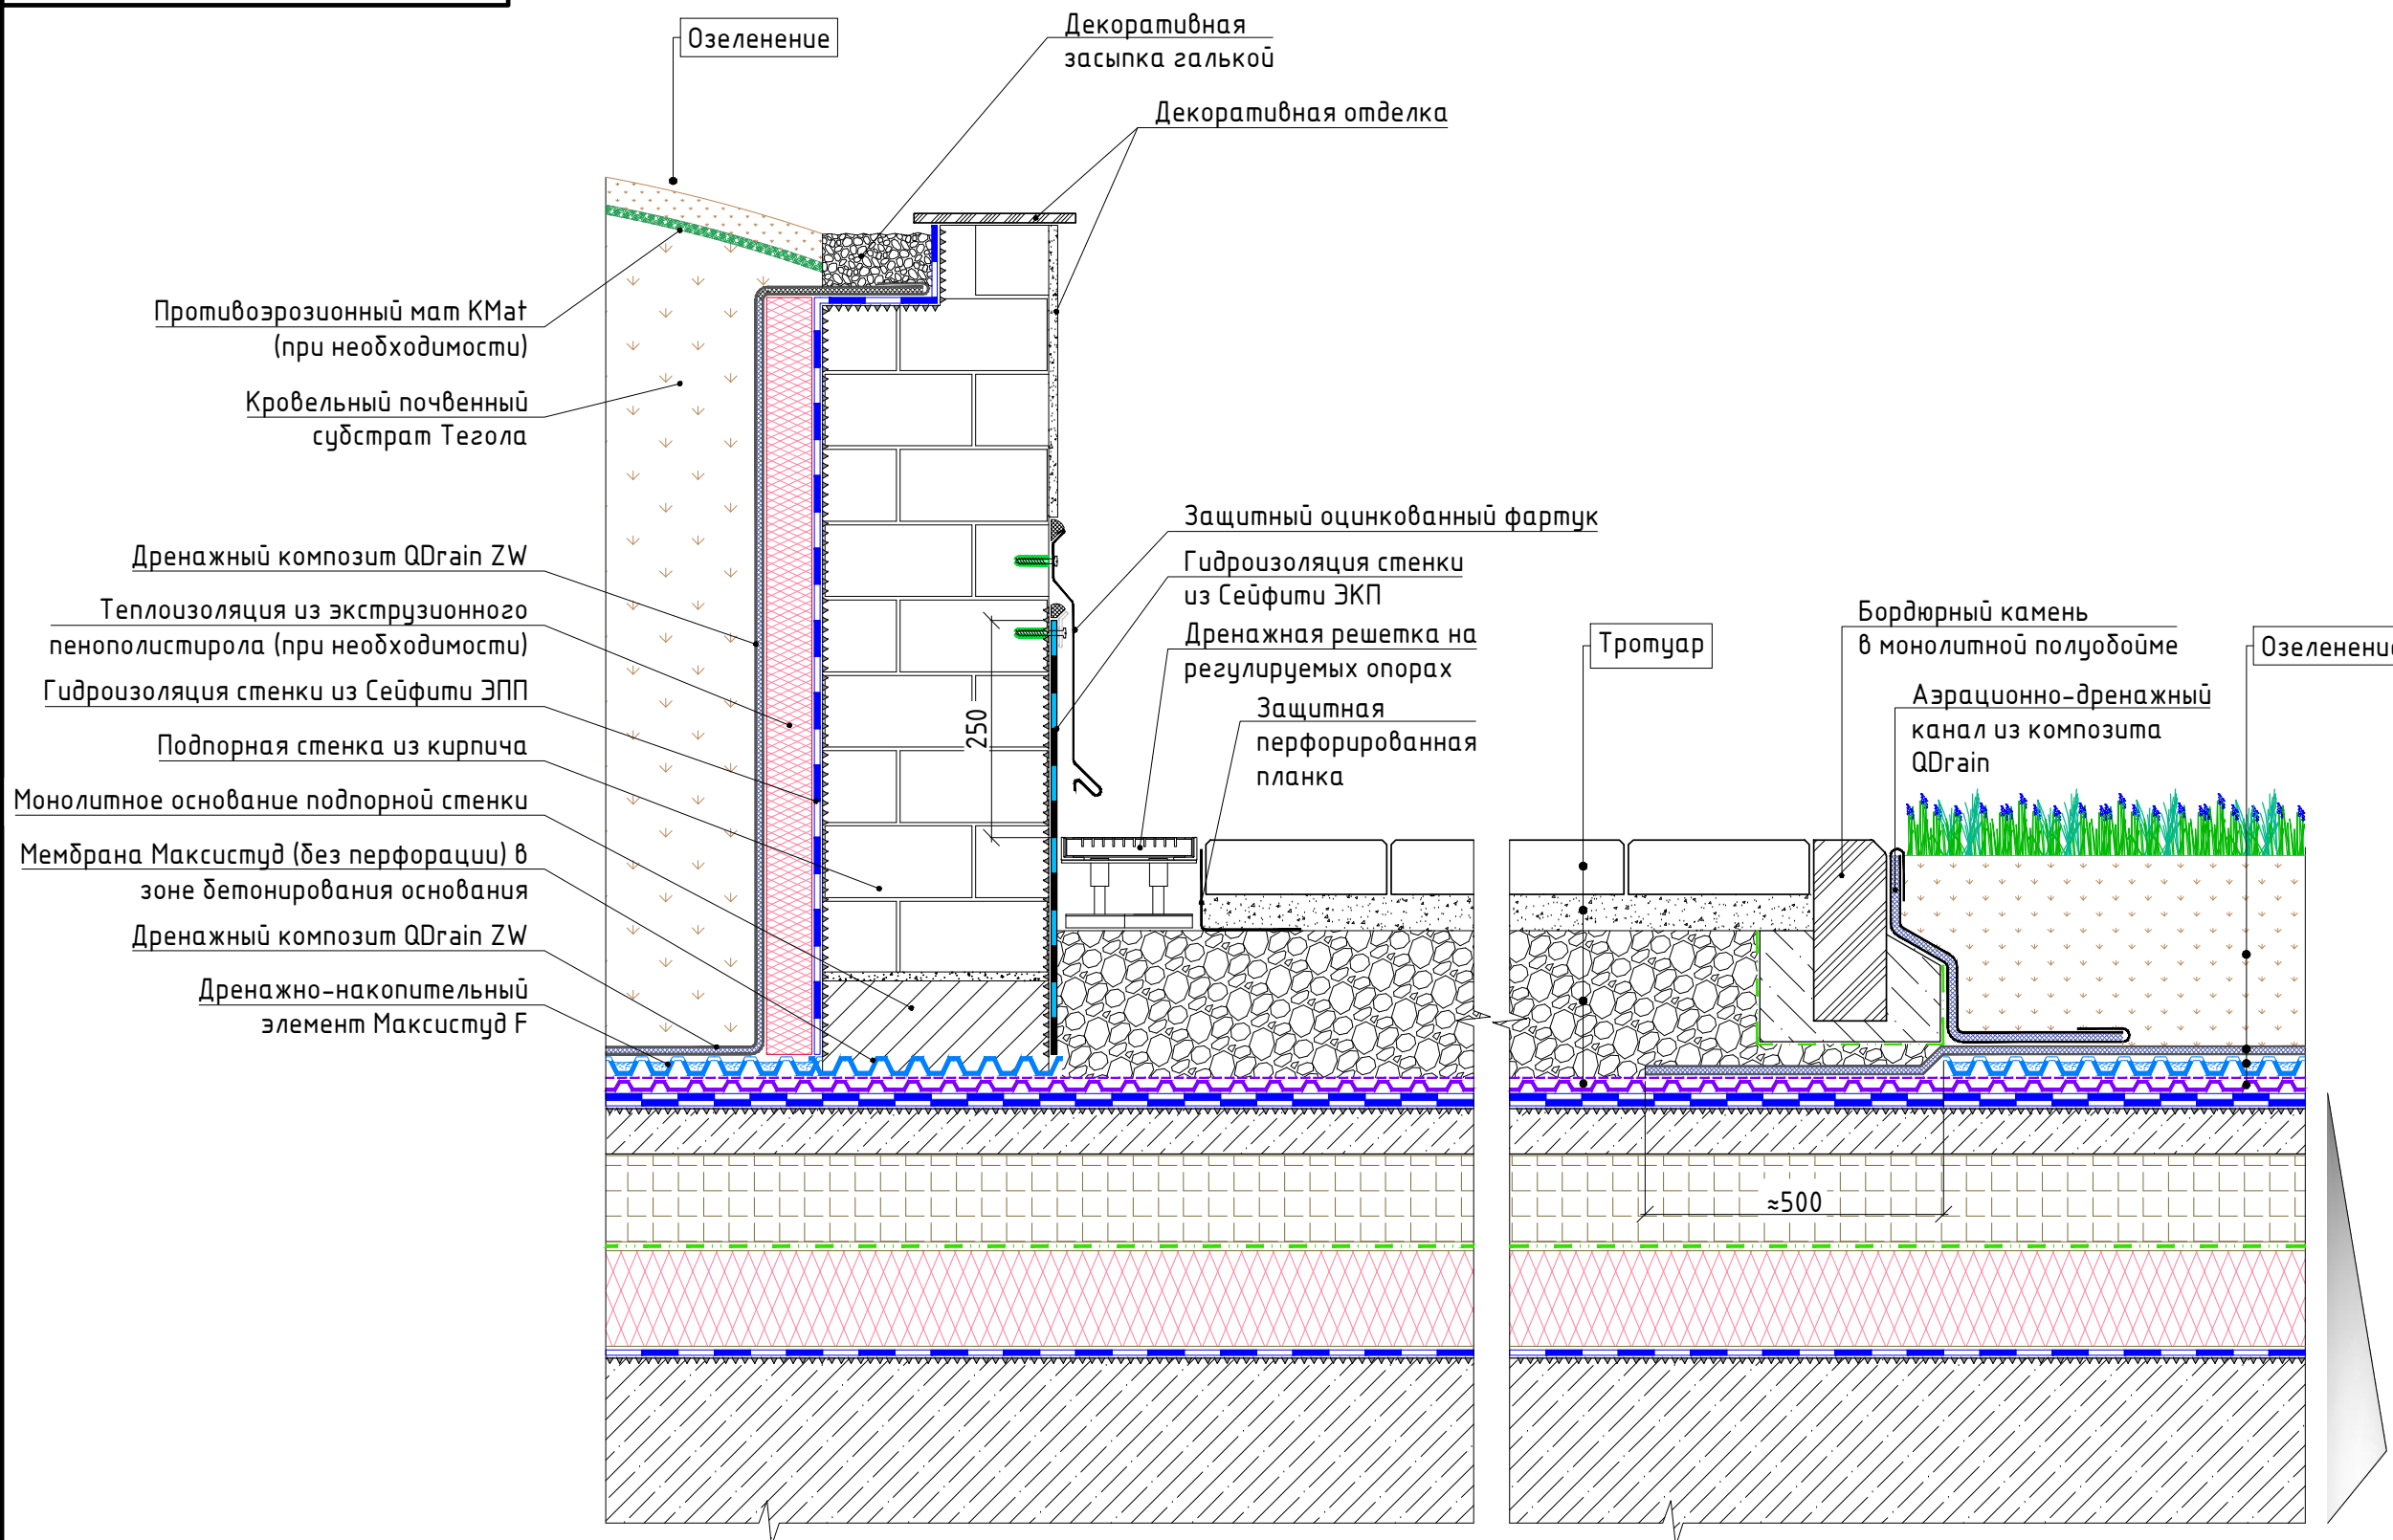 Озеленение
Декоративная
засыпка галькой
Декоративная отделка
Противоэрозионный мат KMat
(при необходимости)
Кровельный почвенный
субстрат Тегола
Дренажный композит QDrain ZW
Теплоизоляция из экструзионного
пенополистирола (при необходимости)
Гидроизоляция стенки из Сейфити ЭПП
Подпорная стенка из кирпича
Монолитное основание подпорной стенки
Мембрана Максистуд (без перфорации) в
зоне бетонирования основания
Дренажный композит QDrain ZW
Дренажно-накопительный
элемент Максистуд F
Защитный оцинкованный фартук
Гидроизоляция стенки
из Сейфити ЭКП
Дренажная решетка на
регулируемых опорах
Защитная
перфорированная
планка
250
Тротуар
Бордюрный камень
в монолитной полуобойме
Озеленение
Аэрационно-дренажный
канал из композита
QDrain
≈500